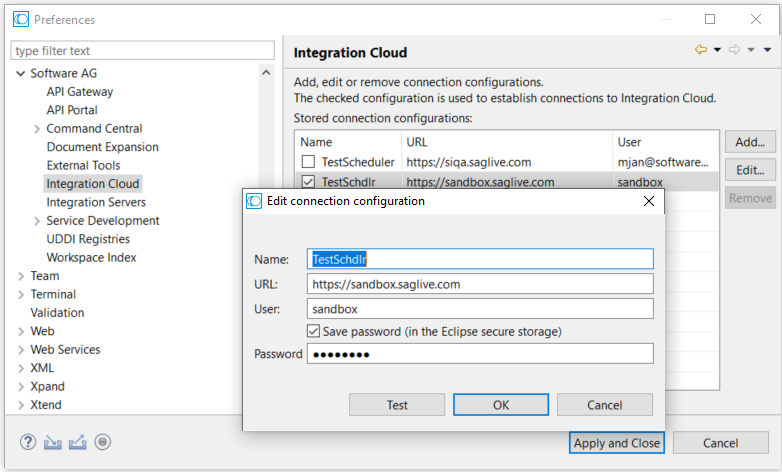 Preferences
type filter text
Software AG
API Gateway
API Portal
Command Central
Document Expansion
External Tools
Integration Cloud
Integration Servers
Service Development
UDDI Registries
Workspace Index
Team
Terminal
Validation
Web
Web Services
XML
Xpand
Xtend
Integration Cloud
Add, edit or remove connection configurations.
The checked configuration is used to establish connections to Integration Cloud.
Stored connection configurations:
Name URL User
TestScheduler https://siqa.saglive.com mjan@software...
TestSchdlr https://sandbox.saglive.com sandbox
Add...
Edit...
Remove
Edit connection configuration
Name: TestSchdlr
URL: https://sandbox.saglive.com
User: sandbox
Save password (in the Eclipse secure storage)
Password ●●●●●●●●
Test OK Cancel
Apply and Close Cancel